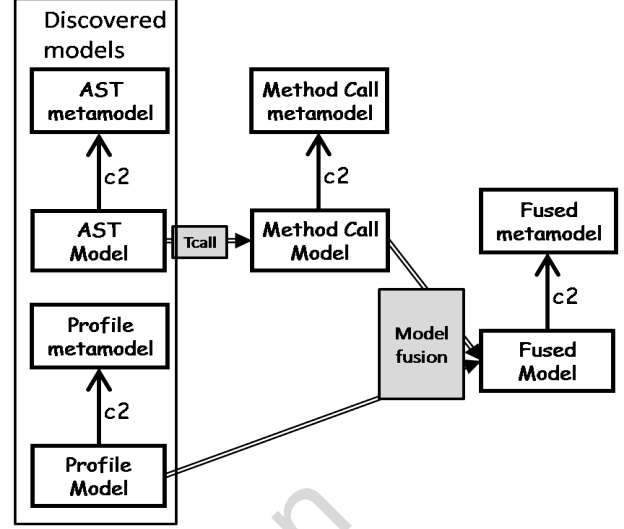 Discovered
models
AST
metamodel
c2
AST
Model
Tcall
Method Call
metamodel
c2
Method Call
Model
Profile
metamodel
c2
Profile
Model
Model
fusion
Fused
metamodel
c2
Fused
Model